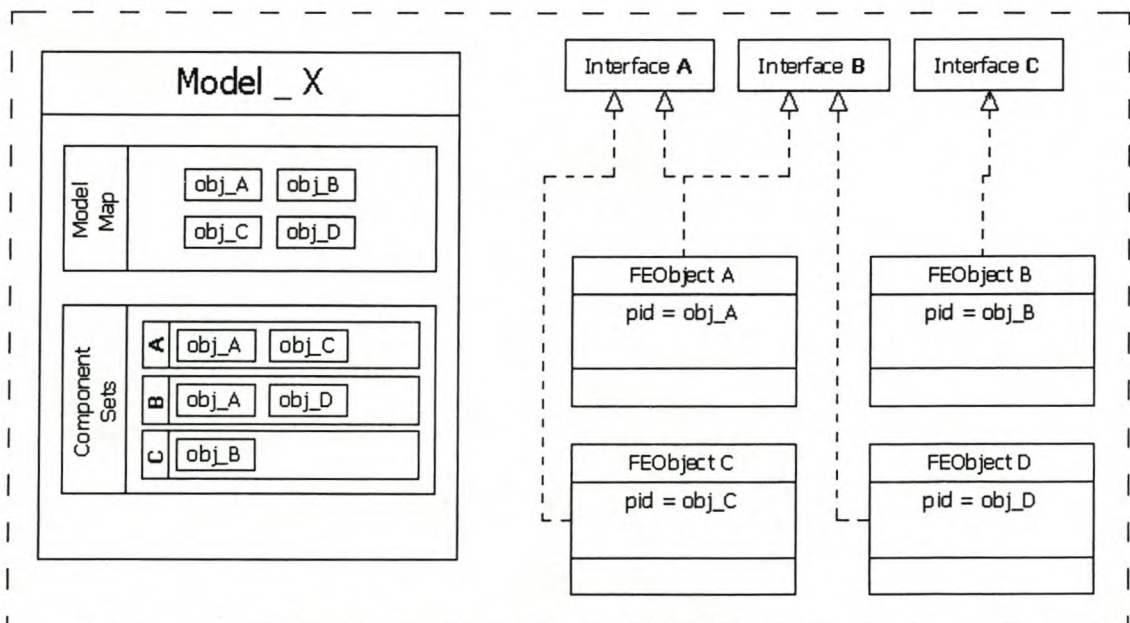 Model _ X
Model
Map
obj_A obj_B
obj_C obj_D
Component
Sets
A obj_A obj_C
B obj_A obj_D
C obj_B
Interface A Interface B Interface C
FEObject A
pid = obj_A
FEObject B
pid = obj_B
FEObject C
pid = obj_C
FEObject D
pid = obj_D